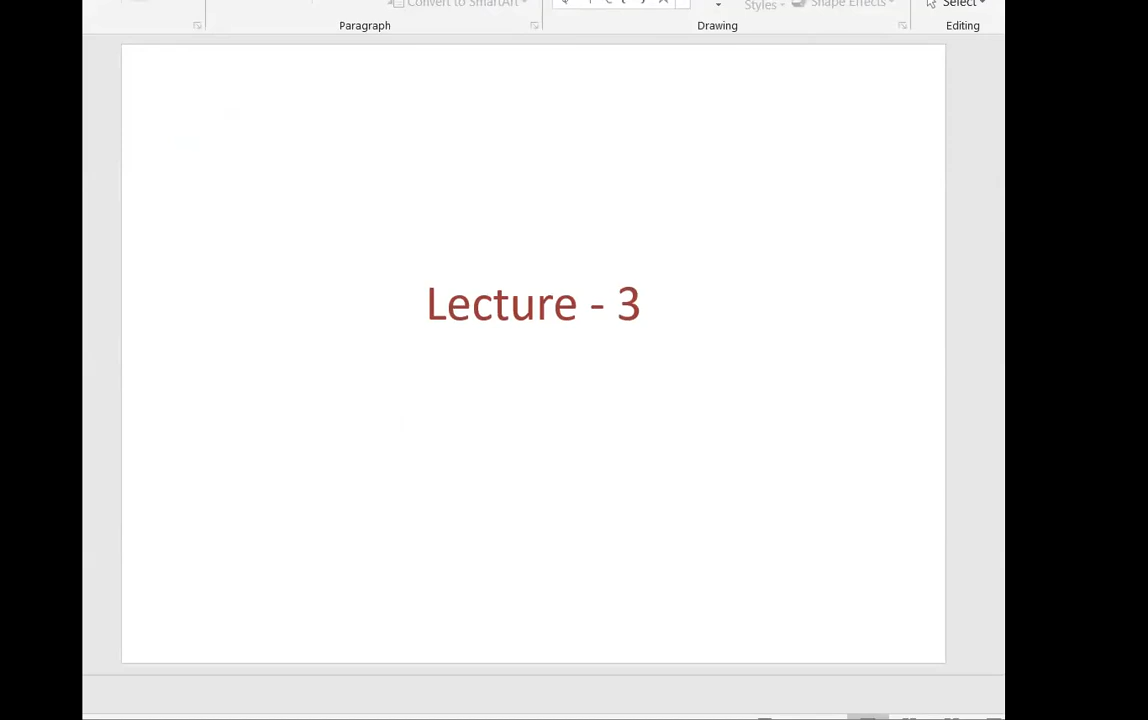 Convert to SmartArt
Styles
Shape Effects
Select
Paragraph
Drawing
Editing
Lecture - 3